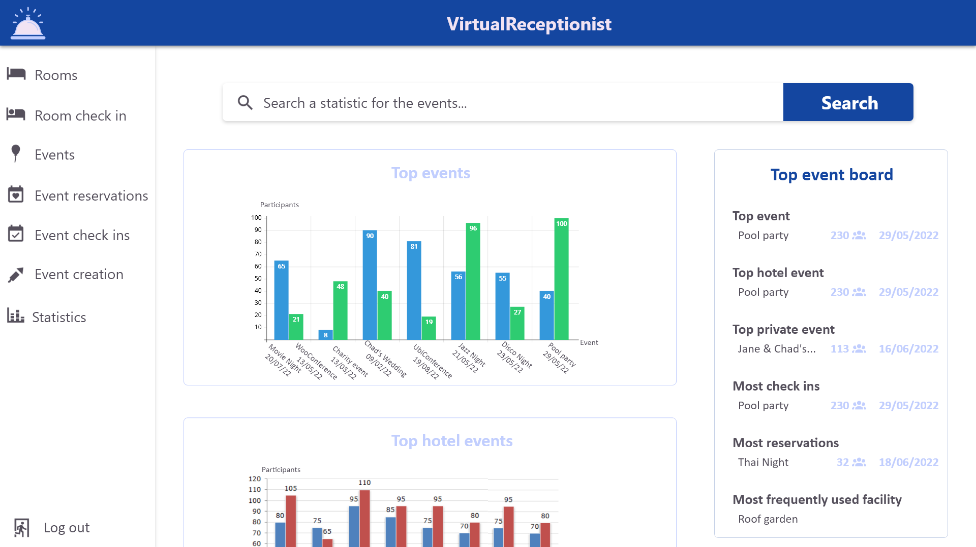 VirtualReceptionist
Rooms
Room check in
Events
Event reservations
Event check ins
Event creation
Statistics
Log out
Search a statistic for the events...
Search
Top events
Participants
100
90
80
70
60
50
40
30
20
10
65
21
8
48
90
40
81
19
56
96
55
27
40
100
Event
Movie Night
20/07/22
WooConference
13/05/22
Charity event
13/05/22
Chad's Wedding
09/02/22
UbiConference
19/08/22
Jazz Night
21/05/22
Disco Night
23/05/22
Pool party
29/05/22
Top hotel events
Participants
120
110
100
90
80
70
60
80
105
75
65
95
110
85
95
75
95
70
80
75
95
70
80
Top event board
Top event
Pool party 230 29/05/2022
Top hotel event
Pool party 230 29/05/2022
Top private event
Jane & Chad's... 113 16/06/2022
Most check ins
Pool party 230 29/05/2022
Most reservations
Thai Night 32 18/06/2022
Most frequently used facility
Roof garden